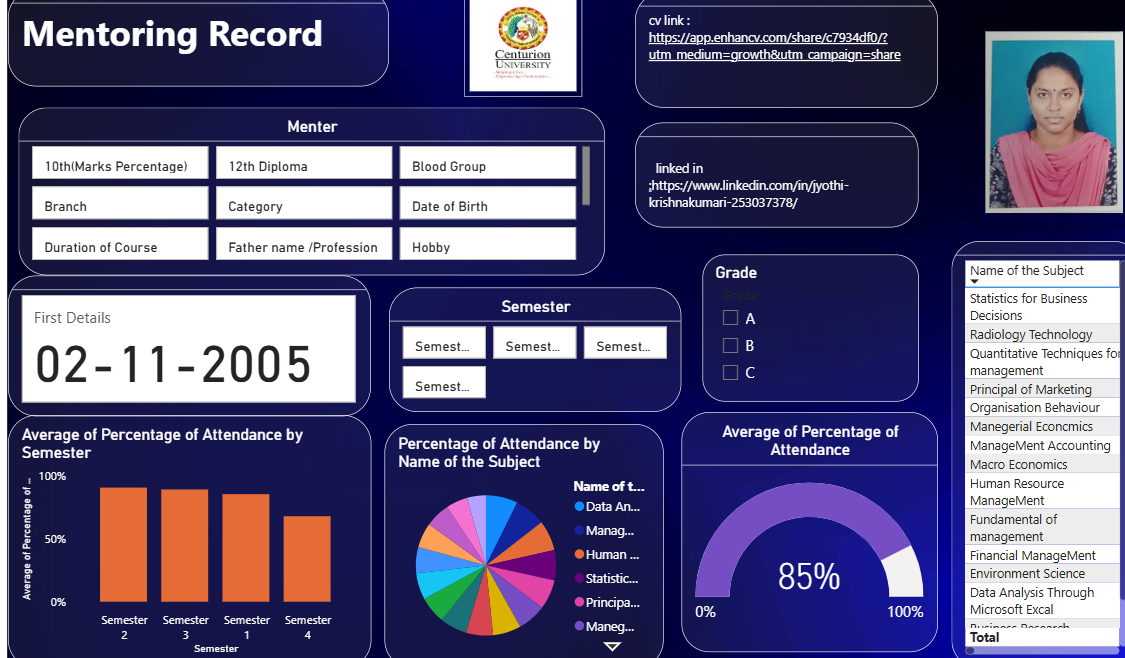 Mentoring Record
Centurion
UNIVERSITY
cv link :
https://app.enhancv.com/share/c7934df0/?
utm_medium=growth&utm_campaign=share
linked in
;https://www.linkedin.com/in/jyothi-
krishnakumari-253037378/
Menter
10th(Marks Percentage)
12th Diploma
Blood Group
Branch
Category
Date of Birth
Duration of Course
Father name /Profession
Hobby
First Details
02-11-2005
Semester
Semest...
Semest...
Semest...
Semest...
Grade
Grade
A
B
C
Name of the Subject
Statistics for Business
Decisions
Radiology Technology
Quantitative Techniques for
management
Principal of Marketing
Organisation Behaviour
Manegerial Econcmics
ManageMent Accounting
Macro Economics
Human Resource
ManageMent
Fundamental of
management
Financial ManageMent
Environment Science
Data Analysis Through
Microsoft Excal
Business Research
Total
Average of Percentage of Attendance by
Semester
Average of Percentage of ...
100%
50%
0%
Semester
2
Semester
3
Semester
1
Semester
4
Semester
Percentage of Attendance by
Name of the Subject
Name of t...
Data An...
Manag...
Human ...
Statistic...
Principa...
Maneg...
Average of Percentage of
Attendance
85%
0%
100%